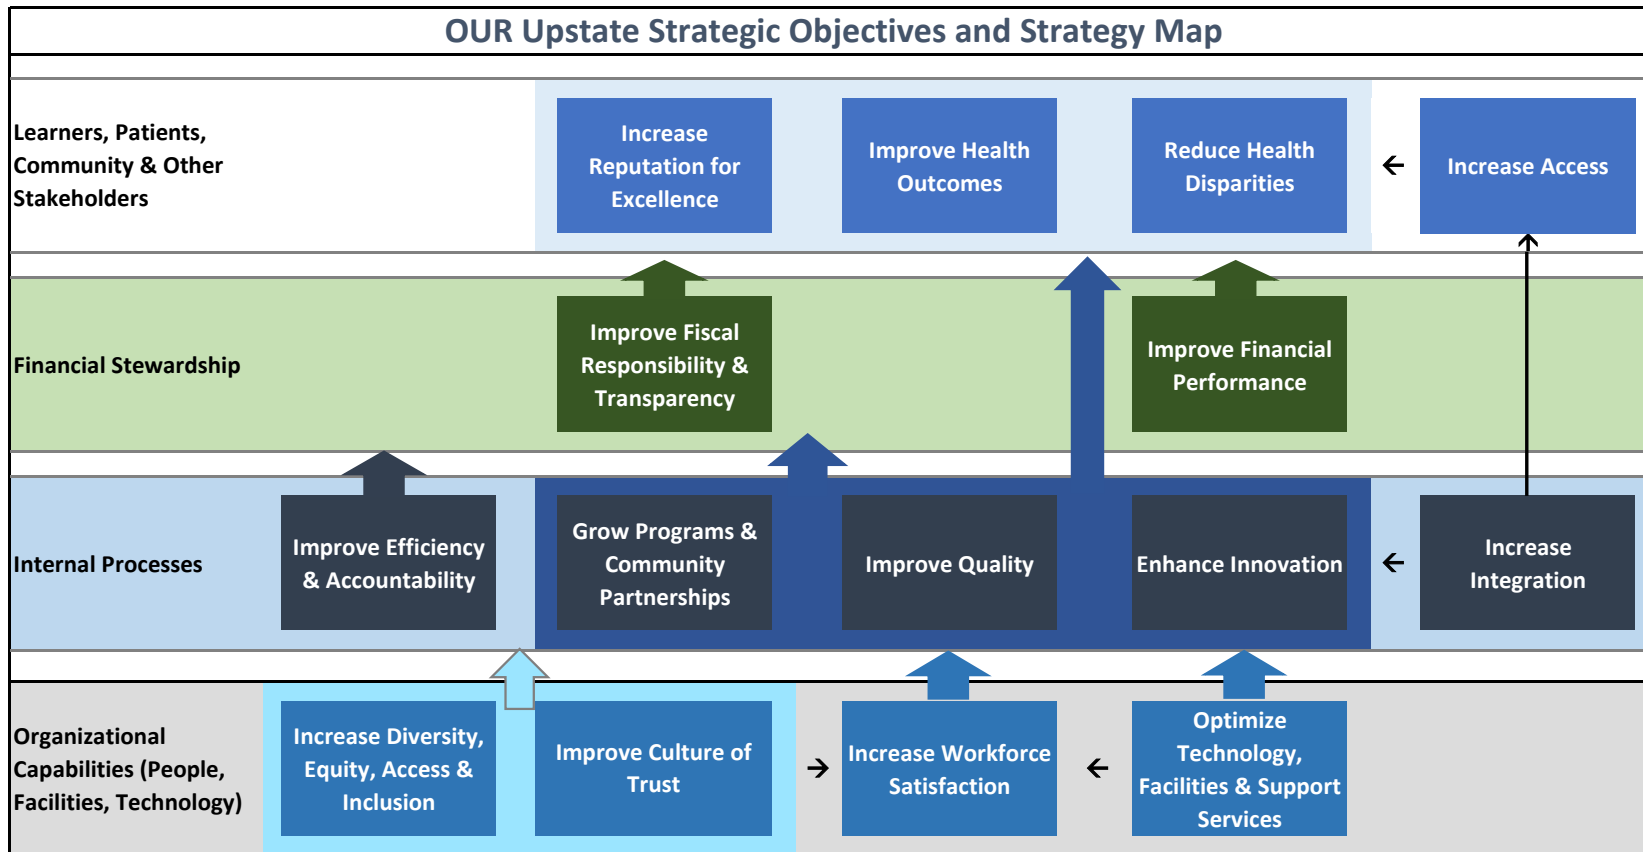 OUR Upstate Strategic Objectives and Strategy Map
Learners, Patients,
Community & Other
Stakeholders
Increase
Reputation for
Excellence
Improve Health
Outcomes
Reduce Health
Disparities
Increase Access
Financial Stewardship
Improve Fiscal
Responsibility &
Transparency
Improve Financial
Performance
Internal Processes
Improve Efficiency
& Accountability
Grow Programs &
Community
Partnerships
Improve Quality
Enhance Innovation
Increase
Integration
Organizational
Capabilities (People,
Facilities, Technology)
Increase Diversity,
Equity, Access &
Inclusion
Improve Culture of
Trust
Increase Workforce
Satisfaction
Optimize
Technology,
Facilities & Support
Services